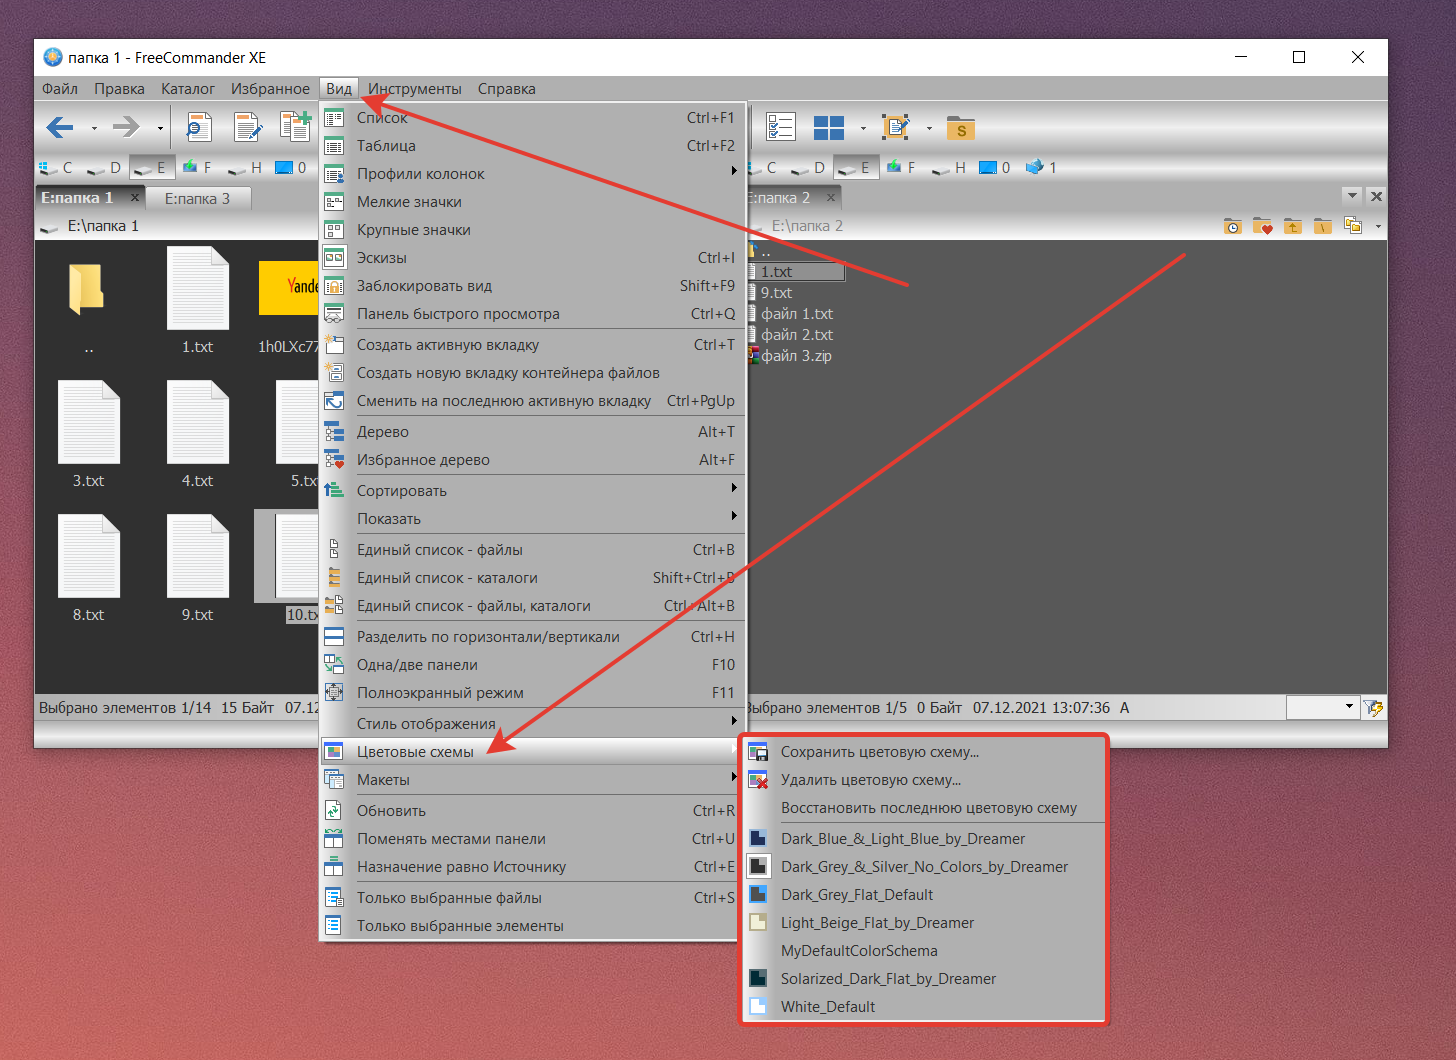 папка 1 - FreeCommander XE
Файл Правка Каталог Избранное Вид Инструменты Справка
S
C D E F H 0
C D E F H 0 1
E:папка 1 x E:папка 3
E:папка 2 x
E:\папка 1
E:\папка 2
..
1.txt
1h0LXc77
3.txt
4.txt
8.txt
9.txt
Список Ctrl+F1
Таблица Ctrl+F2
Профили колонок
Мелкие значки
Крупные значки
Эскизы Ctrl+I
Заблокировать вид Shift+F9
Панель быстрого просмотра Ctrl+Q
Создать активную вкладку Ctrl+T
Создать новую вкладку контейнера файлов
Сменить на последнюю активную вкладку Ctrl+PgUp
Дерево Alt+T
Избранное дерево Alt+F
Сортировать
Показать
Единый список - файлы Ctrl+B
Единый список - каталоги Shift+Ctrl+B
Единый список - файлы, каталоги Ctrl+Alt+B
Разделить по горизонтали/вертикали Ctrl+H
Одна/две панели F10
Полноэкранный режим F11
Стиль отображения
Цветовые схемы
Макеты
Обновить Ctrl+R
Поменять местами панели Ctrl+U
Назначение равно Источнику Ctrl+E
Только выбранные файлы Ctrl+S
Только выбранные элементы
..
1.txt
9.txt
файл 1.txt
файл 2.txt
файл 3.zip
Выбрано элементов 1/14 15 Байт 07.12
Выбрано элементов 1/5 0 Байт 07.12.2021 13:07:36 A
Сохранить цветовую схему...
Удалить цветовую схему...
Восстановить последнюю цветовую схему
Dark_Blue_&_Light_Blue_by_Dreamer
Dark_Grey_&_Silver_No_Colors_by_Dreamer
Dark_Grey_Flat_Default
Light_Beige_Flat_by_Dreamer
MyDefaultColorSchema
Solarized_Dark_Flat_by_Dreamer
White_Default